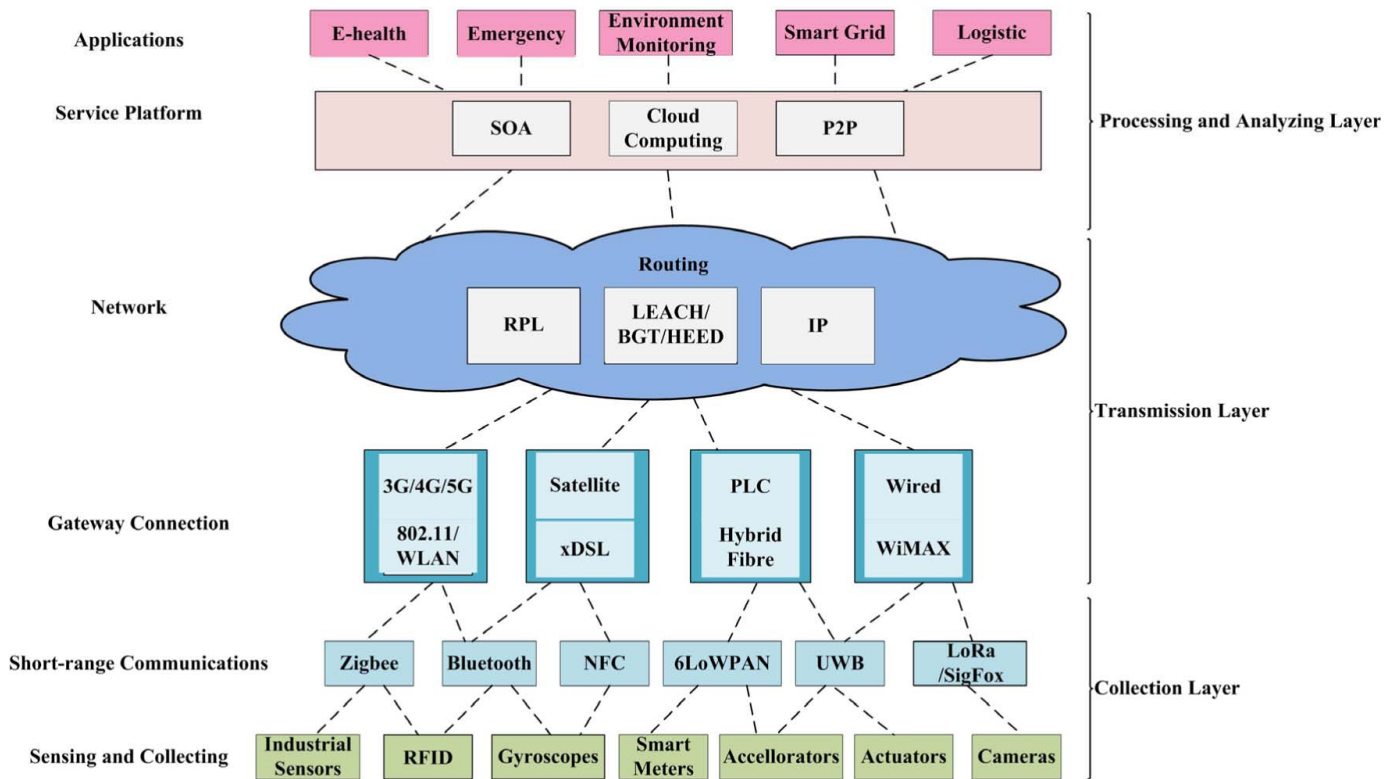 Applications
E-health
Emergency
Environment
Monitoring
Smart Grid
Logistic
Service Platform
SOA
Cloud
Computing
P2P
Processing and Analyzing Layer
Network
Routing
RPL
LEACH/
BGT/HEED
IP
Transmission Layer
Gateway Connection
3G/4G/5G
802.11/
WLAN
Satellite
xDSL
PLC
Hybrid
Fibre
Wired
WiMAX
Short-range Communications
Zigbee
Bluetooth
NFC
6LoWPAN
UWB
LoRa
/SigFox
Collection Layer
Sensing and Collecting
Industrial
Sensors
RFID
Gyroscopes
Smart
Meters
Accellorators
Actuators
Cameras